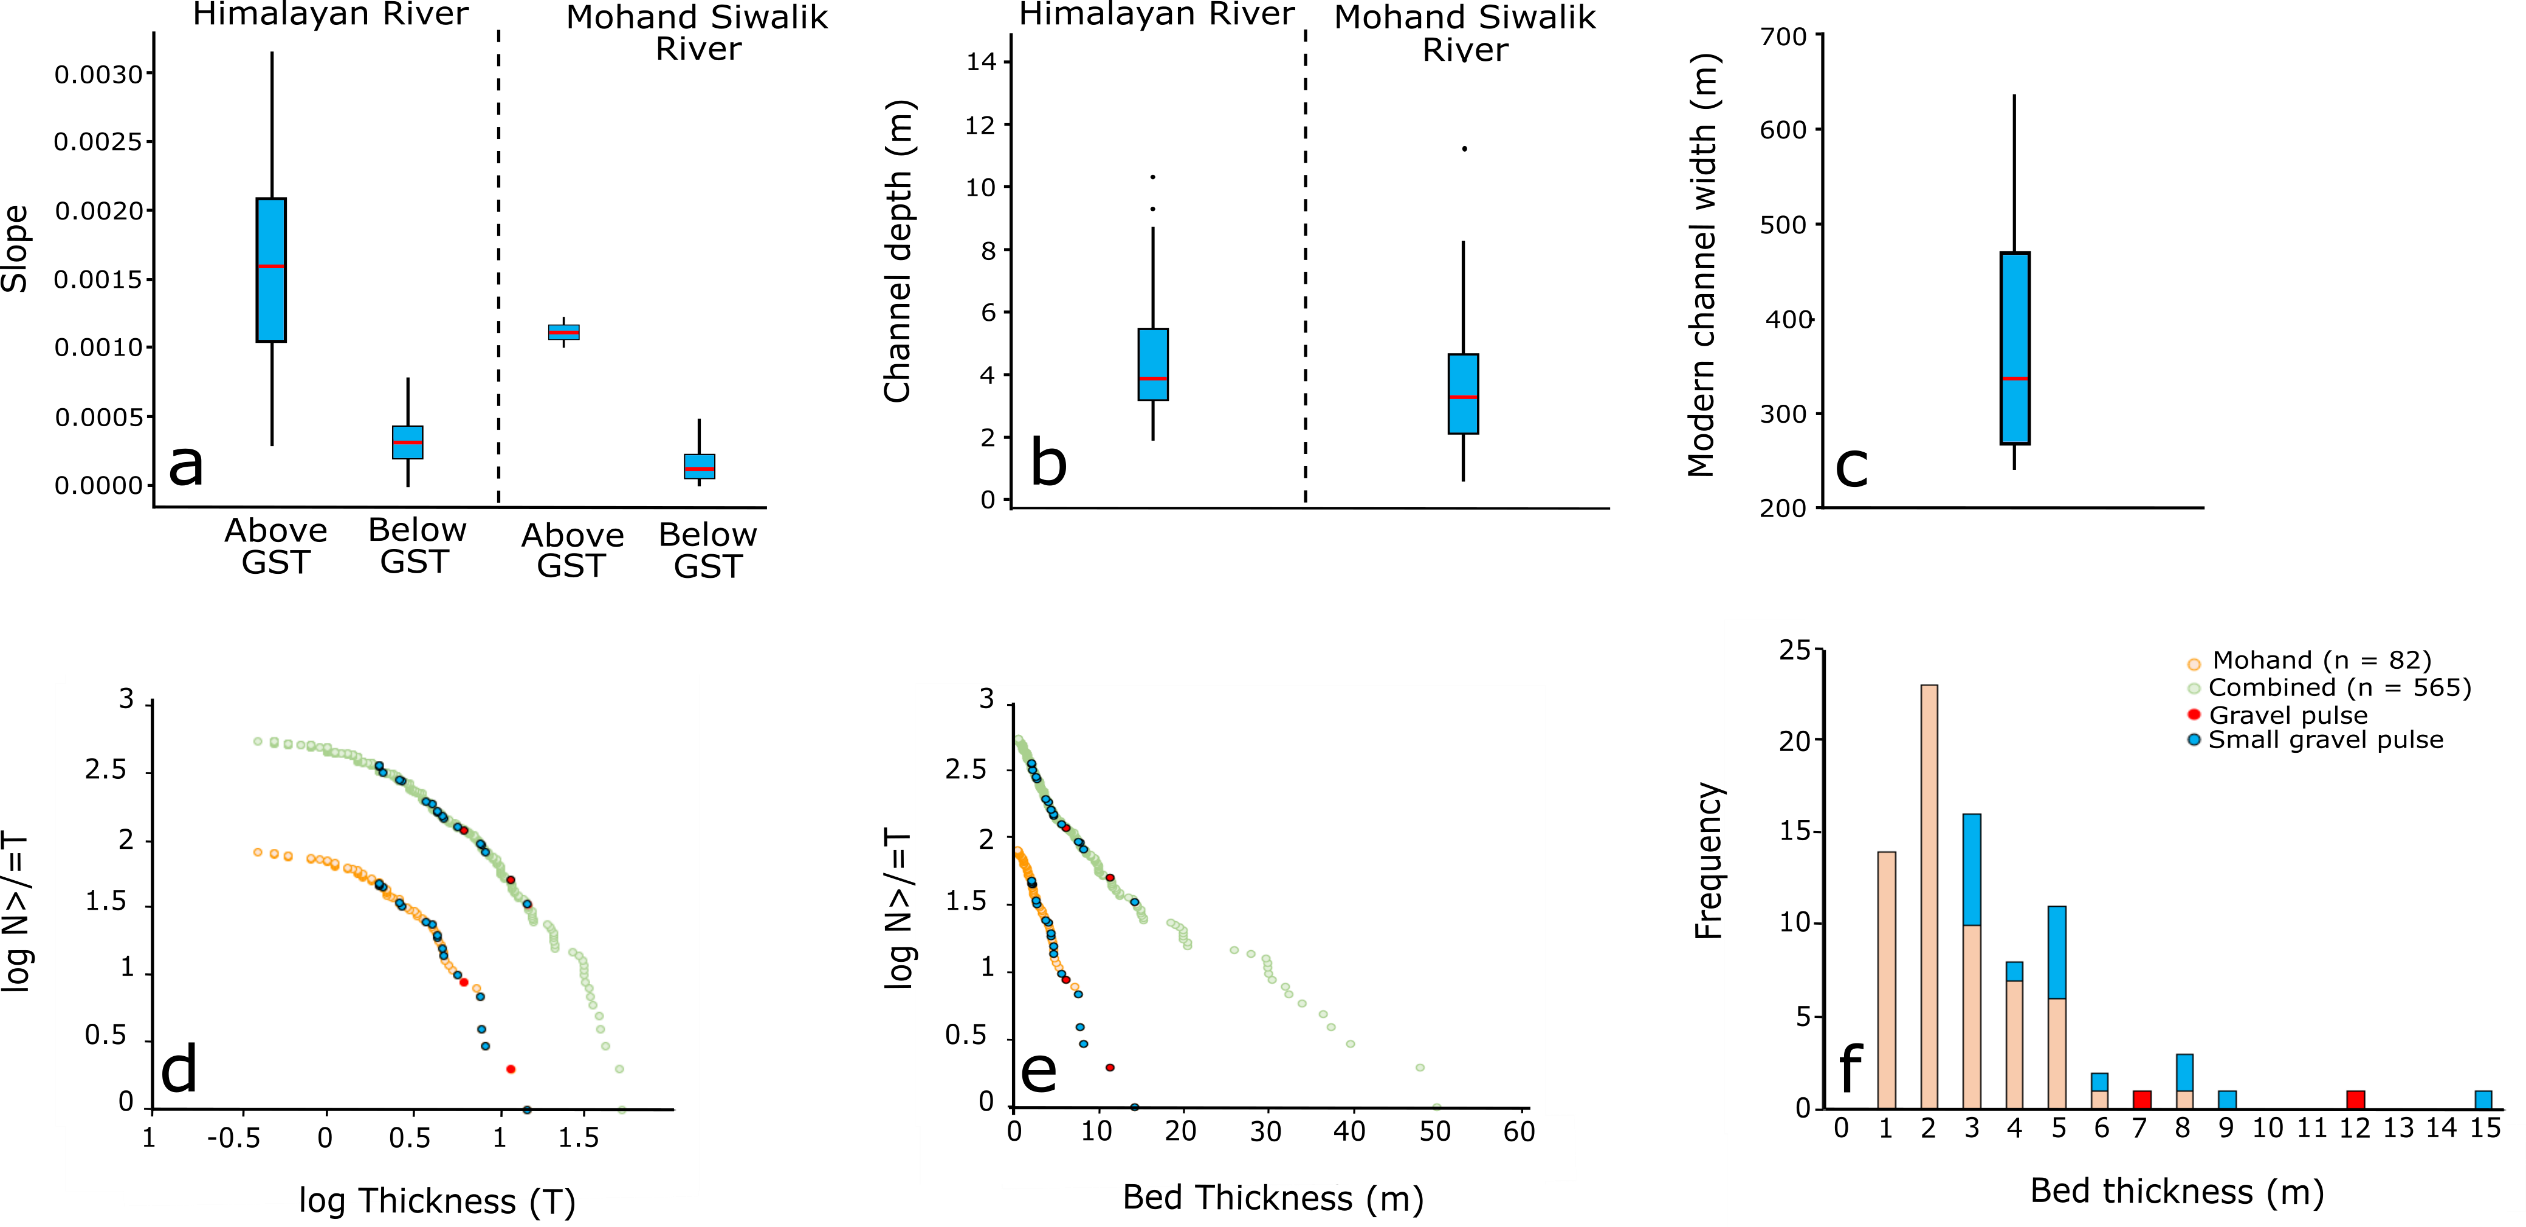 Himalayan River
Mohand Siwalik
River
Slope
0.0030
0.0025
0.0020
0.0015
0.0010
0.0005
0.0000
a
Above
GST
Below
GST
Above
GST
Below
GST
Himalayan River
Mohand Siwalik
River
Channel depth (m)
14
12
10
8
6
4
2
0
b
Modern channel width (m)
700
600
500
400
300
200
c
log N>/=T
3
2.5
2
1.5
1
0.5
0
d
1 -0.5 0 0.5 1 1.5
log Thickness (T)
log N>/=T
3
2.5
2
1.5
1
0.5
0
e
0 10 20 30 40 50 60
Bed Thickness (m)
Frequency
25
20
15
10
5
0
Mohand (n = 82)
Combined (n = 565)
Gravel pulse
Small gravel pulse
f
0 1 2 3 4 5 6 7 8 9 10 11 12 13 14 15
Bed thickness (m)